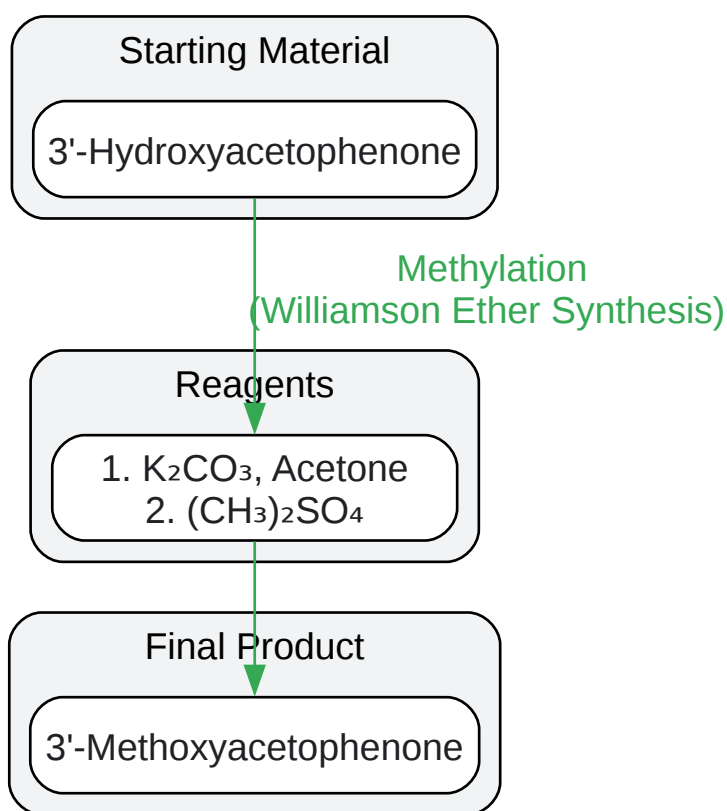 Starting Material
3'-Hydroxyacetophenone
Methylation
(Williamson Ether Synthesis)
Reagents
1. K₂CO₃, Acetone
2. (CH₃)₂SO₄
Final Product
3'-Methoxyacetophenone